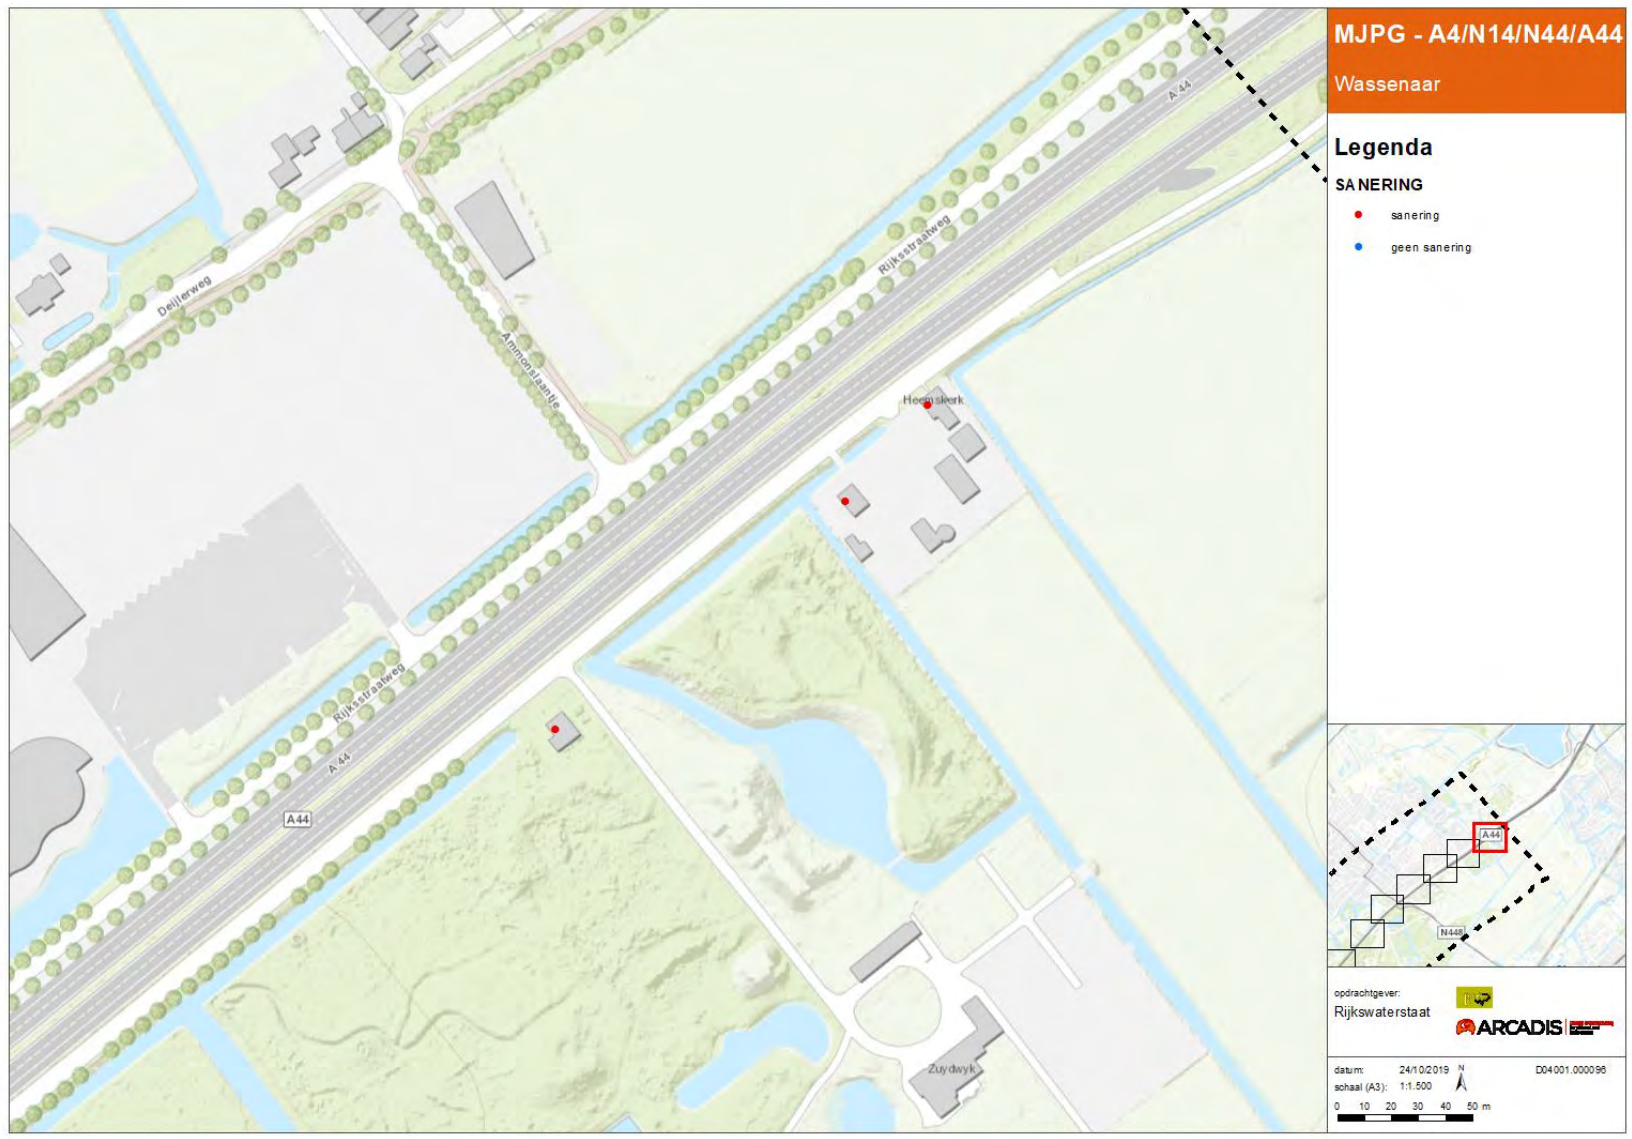 MJPG - A4/N14/N44/A44
Wassenaar
Legenda
SANERING
sanering
geen sanering
A 44
Rijksstraatweg
Deijlerweg
Ammonslaantje
Heemskerk
Rijksstraatweg
A 44
A44
Zuydwyk
A44
N448
opdrachtgever:
Rijkswaterstaat
ARCADIS
datum: 24/10/2019 N D04001.000096
schaal (A3): 1:1.500
0 10 20 30 40 50 m